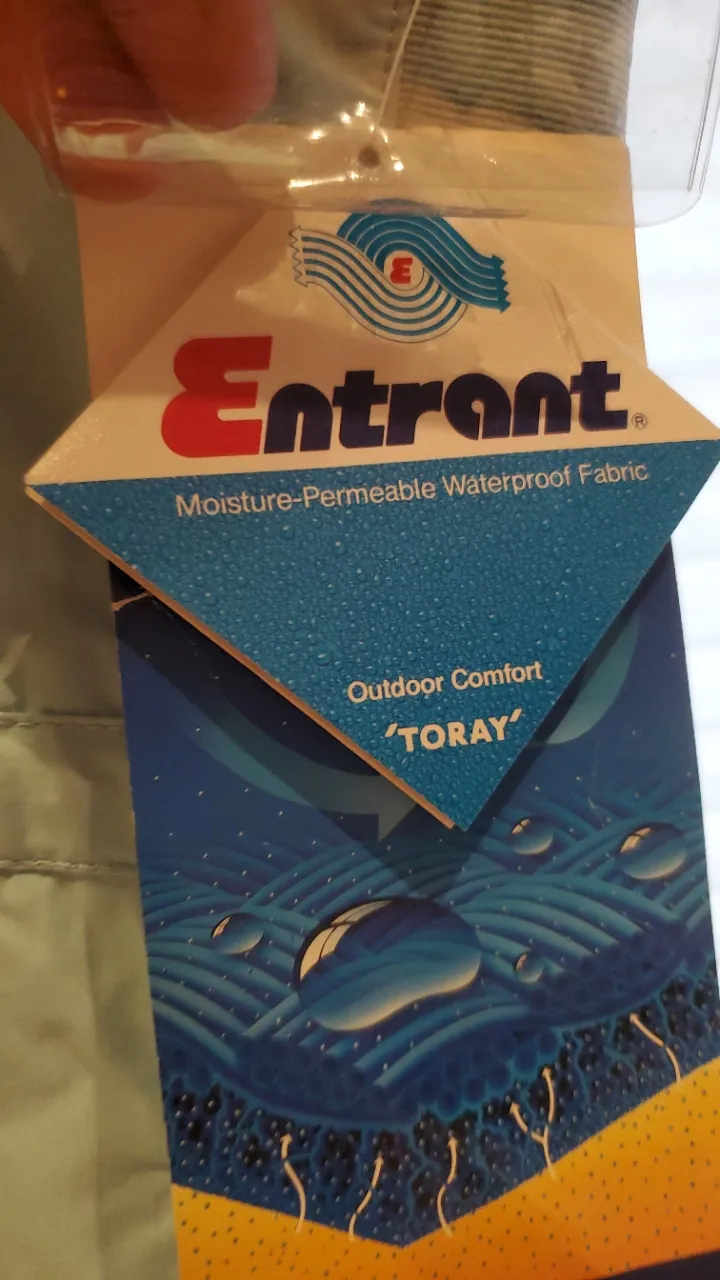 E
Entrant®
Moisture-Permeable Waterproof Fabric
Outdoor Comfort
'TORAY'